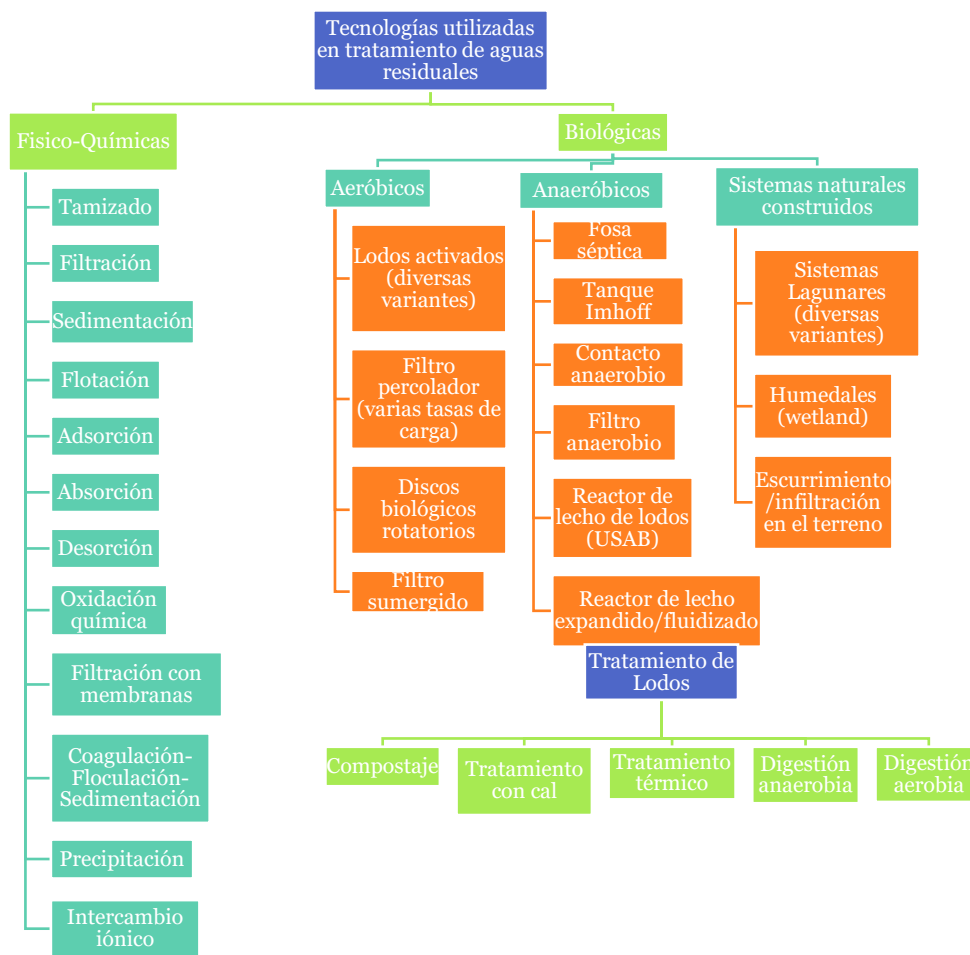 Tecnologías utilizadas
en tratamiento de aguas
residuales
Fisico-Químicas
Tamizado
Filtración
Sedimentación
Flotación
Adsorción
Absorción
Desorción
Oxidación
química
Filtración con
membranas
Coagulación-
Floculación-
Sedimentación
Precipitación
Intercambio
iónico
Biológicas
Aeróbicos
Lodos activados
(diversas
variantes)
Filtro
percolador
(varias tasas de
carga)
Discos
biológicos
rotatorios
Filtro
sumergido
Anaeróbicos
Fosa
séptica
Tanque
Imhoff
Contacto
anaerobio
Filtro
anaerobio
Reactor de
lecho de lodos
(USAB)
Reactor de lecho
expandido/fluidizado
Sistemas naturales
construidos
Sistemas
Lagunares
(diversas
variantes)
Humedales
(wetland)
Escurrimiento
/infiltración
en el terreno
Tratamiento de
Lodos
Compostaje
Tratamiento
con cal
Tratamiento
térmico
Digestión
anaerobia
Digestión
aerobia